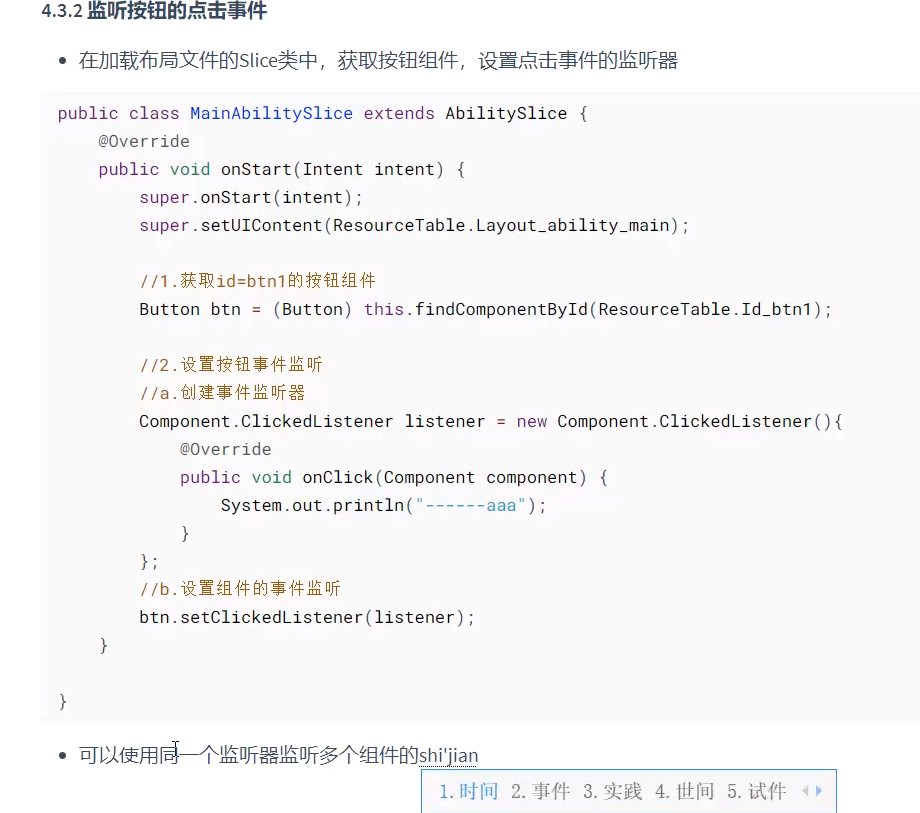 4.3.2 监听按钮的点击事件
• 在加载布局文件的Slice类中，获取按钮组件，设置点击事件的监听器
public class MainAbilitySlice extends AbilitySlice {
    @Override
    public void onStart(Intent intent) {
        super.onStart(intent);
        super.setUIContent(ResourceTable.Layout_ability_main);

        //1.获取id=btn1的按钮组件
        Button btn = (Button) this.findComponentById(ResourceTable.Id_btn1);

        //2.设置按钮事件监听
        //a.创建事件监听器
        Component.ClickedListener listener = new Component.ClickedListener(){
            @Override
            public void onClick(Component component) {
                System.out.println("------aaa");
            }
        };
        //b.设置组件的事件监听
        btn.setClickedListener(listener);
    }

}
• 可以使用同一个监听器监听多个组件的shi'jian
1.时间 2.事件 3.实践 4.世间 5.试件